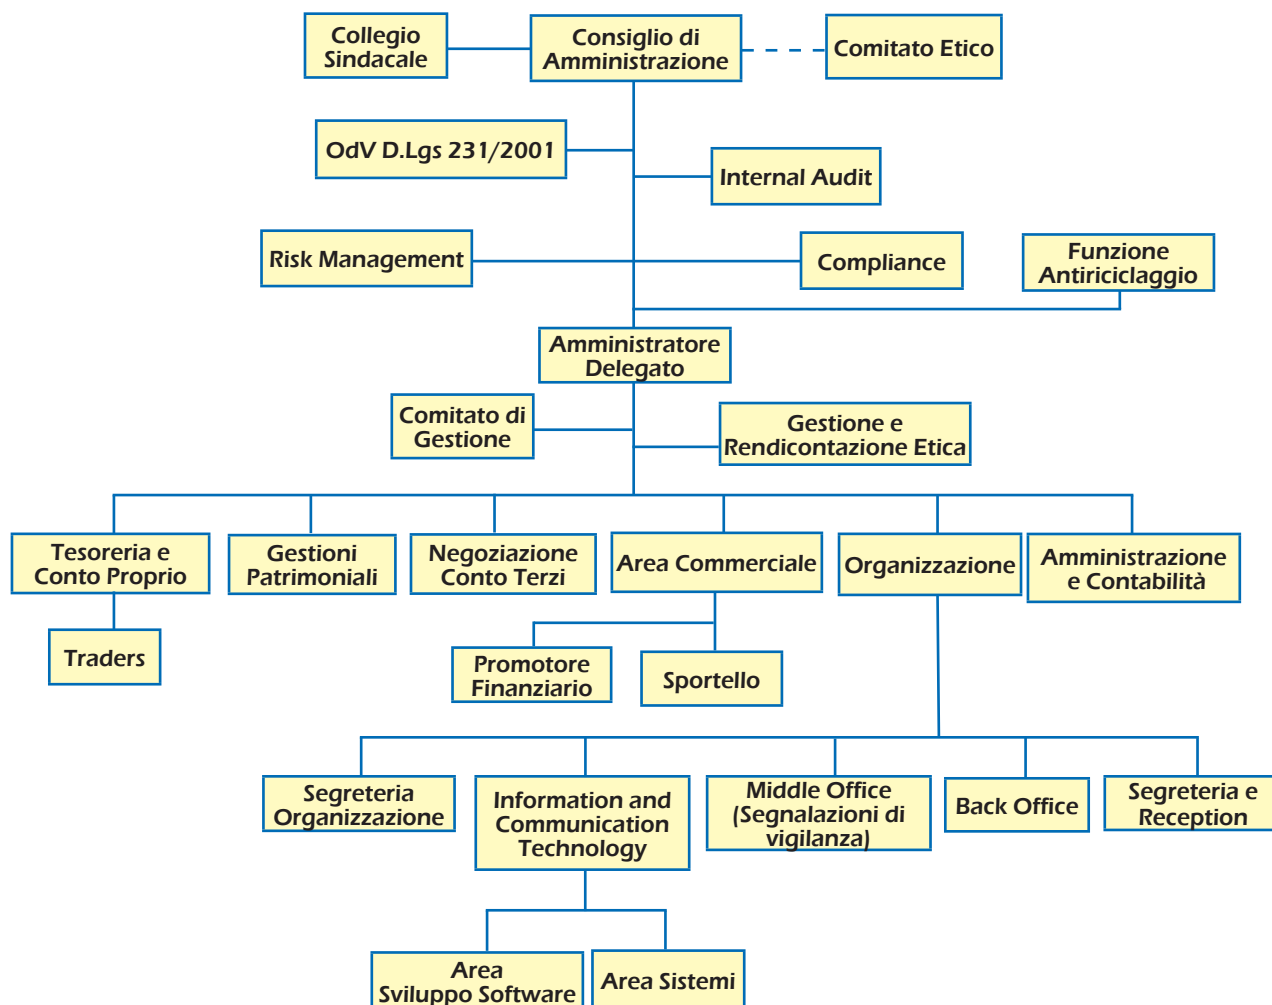 Collegio
Sindacale
Consiglio di
Amministrazione
Comitato Etico
OdV D.Lgs 231/2001
Internal Audit
Risk Management
Compliance
Funzione
Antiriciclaggio
Amministratore
Delegato
Comitato di
Gestione
Gestione e
Rendicontazione Etica
Tesoreria e
Conto Proprio
Gestioni
Patrimoniali
Negoziazione
Conto Terzi
Area Commerciale
Organizzazione
Amministrazione
e Contabilità
Traders
Promotore
Finanziario
Sportello
Segreteria
Organizzazione
Information and
Communication
Technology
Middle Office
(Segnalazioni di
vigilanza)
Back Office
Segreteria e
Reception
Area
Sviluppo Software
Area Sistemi